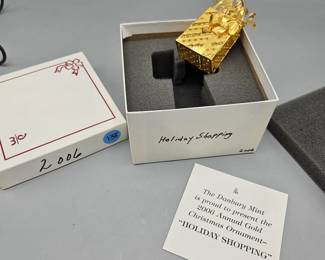 Holiday Shopping
2006
2006
The Danbury Mint
is proud to present the
2006 Annual Gold
Christmas Ornament–
“HOLIDAY SHOPPING”